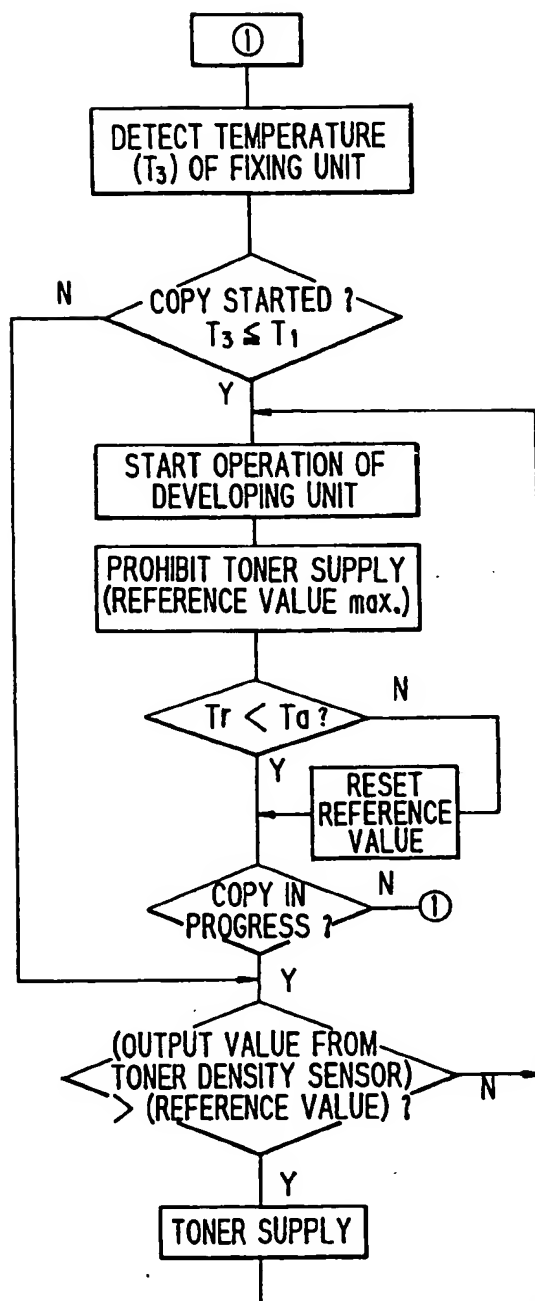 ①
DETECT TEMPERATURE
(T₃) OF FIXING UNIT
N
COPY STARTED ?
T₃ ≦ T₁
Y
START OPERATION OF
DEVELOPING UNIT
PROHIBIT TONER SUPPLY
(REFERENCE VALUE max.)
Tr < Ta ?
N
Y
RESET
REFERENCE
VALUE
COPY IN
PROGRESS ?
N
①
Y
(OUTPUT VALUE FROM
TONER DENSITY SENSOR)
> (REFERENCE VALUE) ?
N
Y
TONER SUPPLY